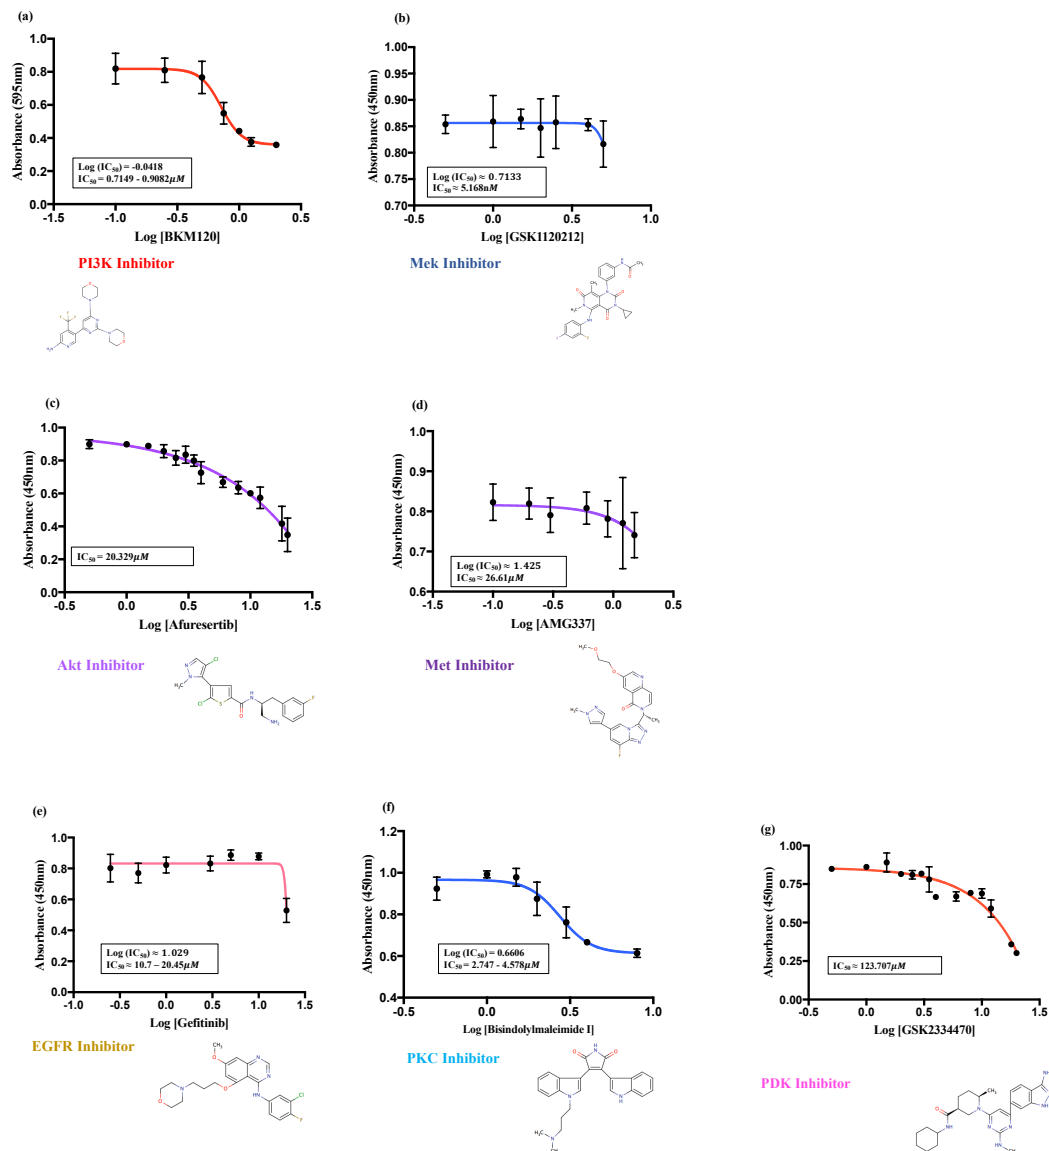 (a)
Absorbance (595nm)
1.0
0.8
0.6
0.4
0.2
0.0
Log (IC50) = -0.0418
IC50 = 0.7149 - 0.9082µM
-1.5
-1.0
-0.5
0.0
0.5
Log [BKM120]
PI3K Inhibitor
(b)
Absorbance (450nm)
1.00
0.95
0.90
0.85
0.80
0.75
0.70
Log (IC50) ≈ 0.7133
IC50 ≈ 5.168nM
-0.5
0.0
0.5
1.0
Log [GSK1120212]
Mek Inhibitor
(c)
Absorbance (450nm)
1.0
0.8
0.6
0.4
0.2
0.0
IC50 = 20.329µM
-0.5
0.0
0.5
1.0
1.5
Log [Afuresertib]
Akt Inhibitor
(d)
Absorbance (450nm)
1.0
0.9
0.8
0.7
0.6
Log (IC50) ≈ 1.425
IC50 ≈ 26.61µM
-1.5
-1.0
-0.5
0.0
0.5
Log [AMG337]
Met Inhibitor
(e)
Absorbance (450nm)
1.0
0.8
0.6
0.4
0.2
0.0
Log (IC50) ≈ 1.029
IC50 ≈ 10.7 – 20.45µM
-1.0
-0.5
0.0
0.5
1.0
1.5
Log [Gefitinib]
EGFR Inhibitor
(f)
Absorbance (450nm)
1.2
1.0
0.8
0.6
0.4
Log (IC50) = 0.6606
IC50 = 2.747 - 4.578µM
-0.5
0.0
0.5
1.0
Log [Bisindolylmaleimide I]
PKC Inhibitor
(g)
Absorbance (450nm)
1.00
0.75
0.50
0.25
0.00
IC50 ≈ 123.707µM
-0.5
0.0
0.5
1.0
1.5
Log [GSK2334470]
PDK Inhibitor